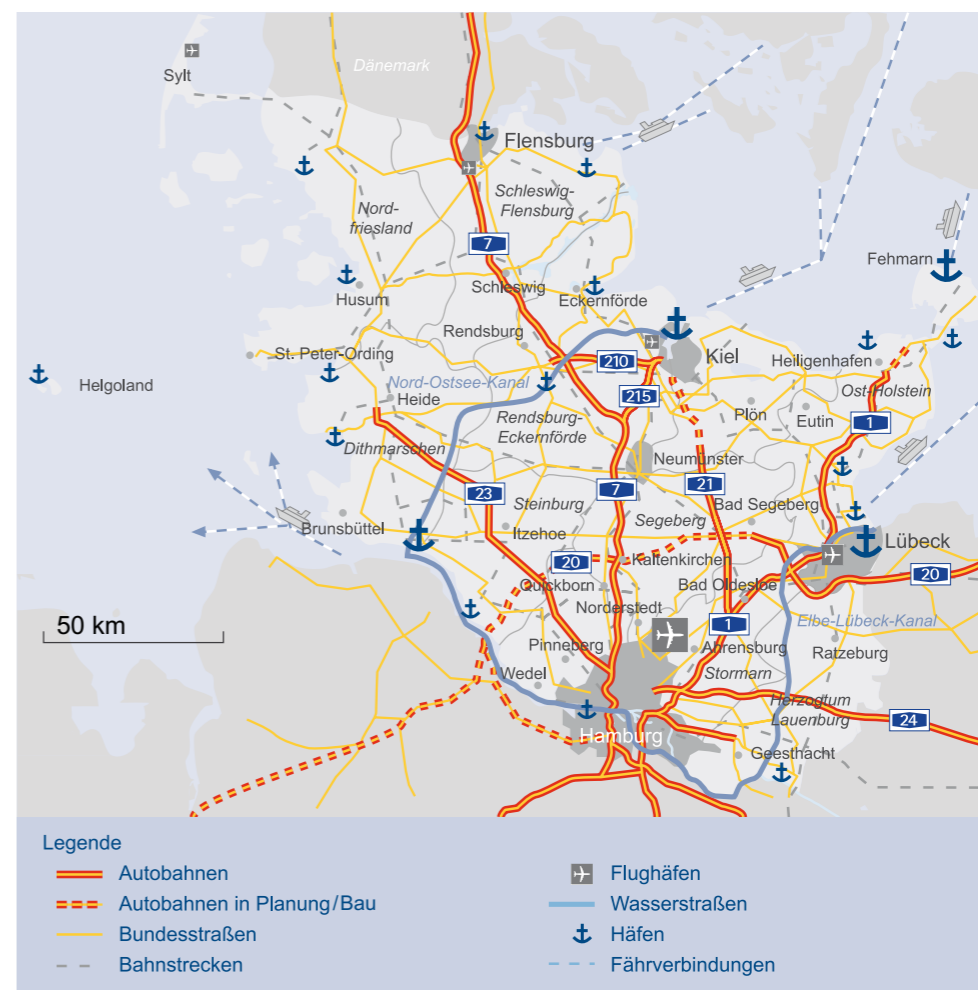 Dänemark
Sylt
Flensburg
Schleswig-
Flensburg
Nord-
friesland
7
Fehmarn
Schleswig
Husum
Eckernförde
Rendsburg
Kiel
St. Peter-Ording
210
Heiligenhafen
Helgoland
Nord-Ostsee-Kanal
Heide
215
Ost-Holstein
Rendsburg-
Eckernförde
Plön
Eutin
1
Dithmarschen
Neumünster
23
7
21
Steinburg
Bad Segeberg
Segeberg
Brunsbüttel
Itzehoe
Lübeck
20
Kaltenkirchen
20
Quickborn
Bad Oldesloe
Norderstedt
50 km
1
Elbe-Lübeck-Kanal
Pinneberg
Ahrensburg
Ratzeburg
Wedel
Stormarn
Herzogtum
Lauenburg
24
Hamburg
Geesthacht
Legende
Autobahnen
Autobahnen in Planung/Bau
Bundesstraßen
Bahnstrecken
Flughäfen
Wasserstraßen
Häfen
Fährverbindungen